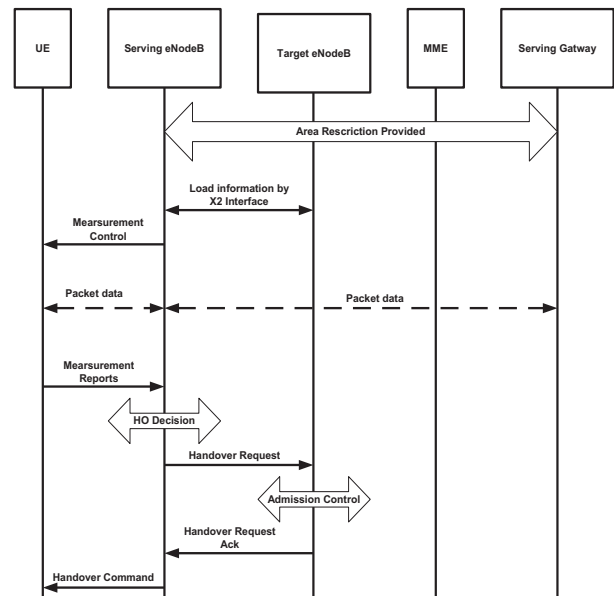 UE
Serving eNodeB
Target eNodeB
MME
Serving Gatway
Area Rescriction Provided
Load information by
X2 Interface
Mearsurement
Control
Packet data
Packet data
Mearsurement
Reports
HO Decision
Handover Request
Admission Control
Handover Request
Ack
Handover Command